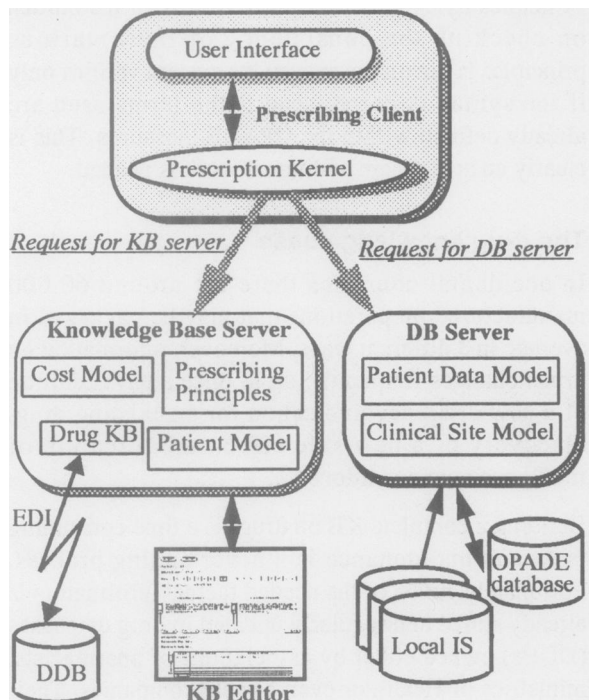 User Interface
Prescribing Client
Prescription Kernel
Request for KB server
Request for DB server
Knowledge Base Server
Cost Model
Prescribing
Principles
Drug KB
Patient Model
DB Server
Patient Data Model
Clinical Site Model
EDI
DDB
KB Editor
OPADE
database
Local IS